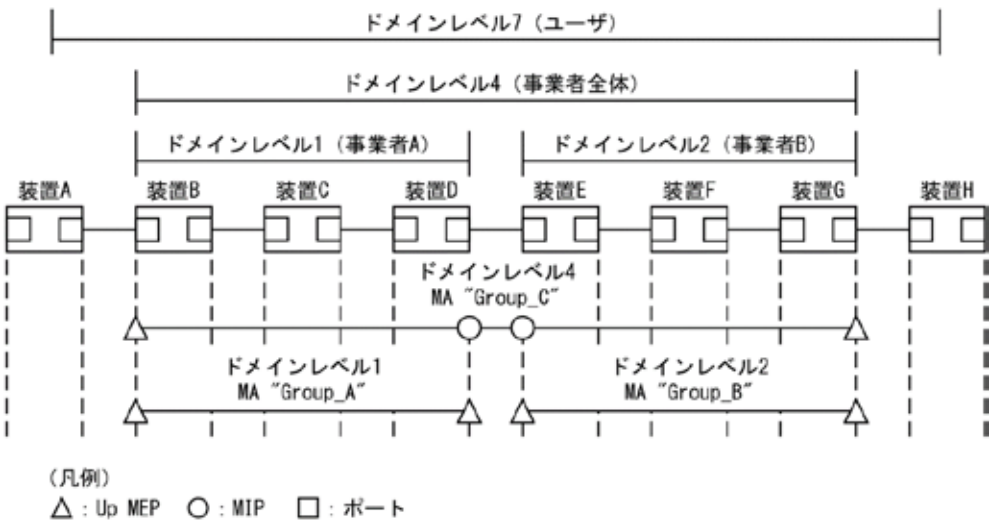 ドメインレベル7（ユーザ）
ドメインレベル4（事業者全体）
ドメインレベル1（事業者A）
ドメインレベル2（事業者B）
装置A
装置B
装置C
装置D
装置E
装置F
装置G
装置H
ドメインレベル4
MA "Group_C"
ドメインレベル1
MA "Group_A"
ドメインレベル2
MA "Group_B"
（凡例）
△：Up MEP ○：MIP □：ポート